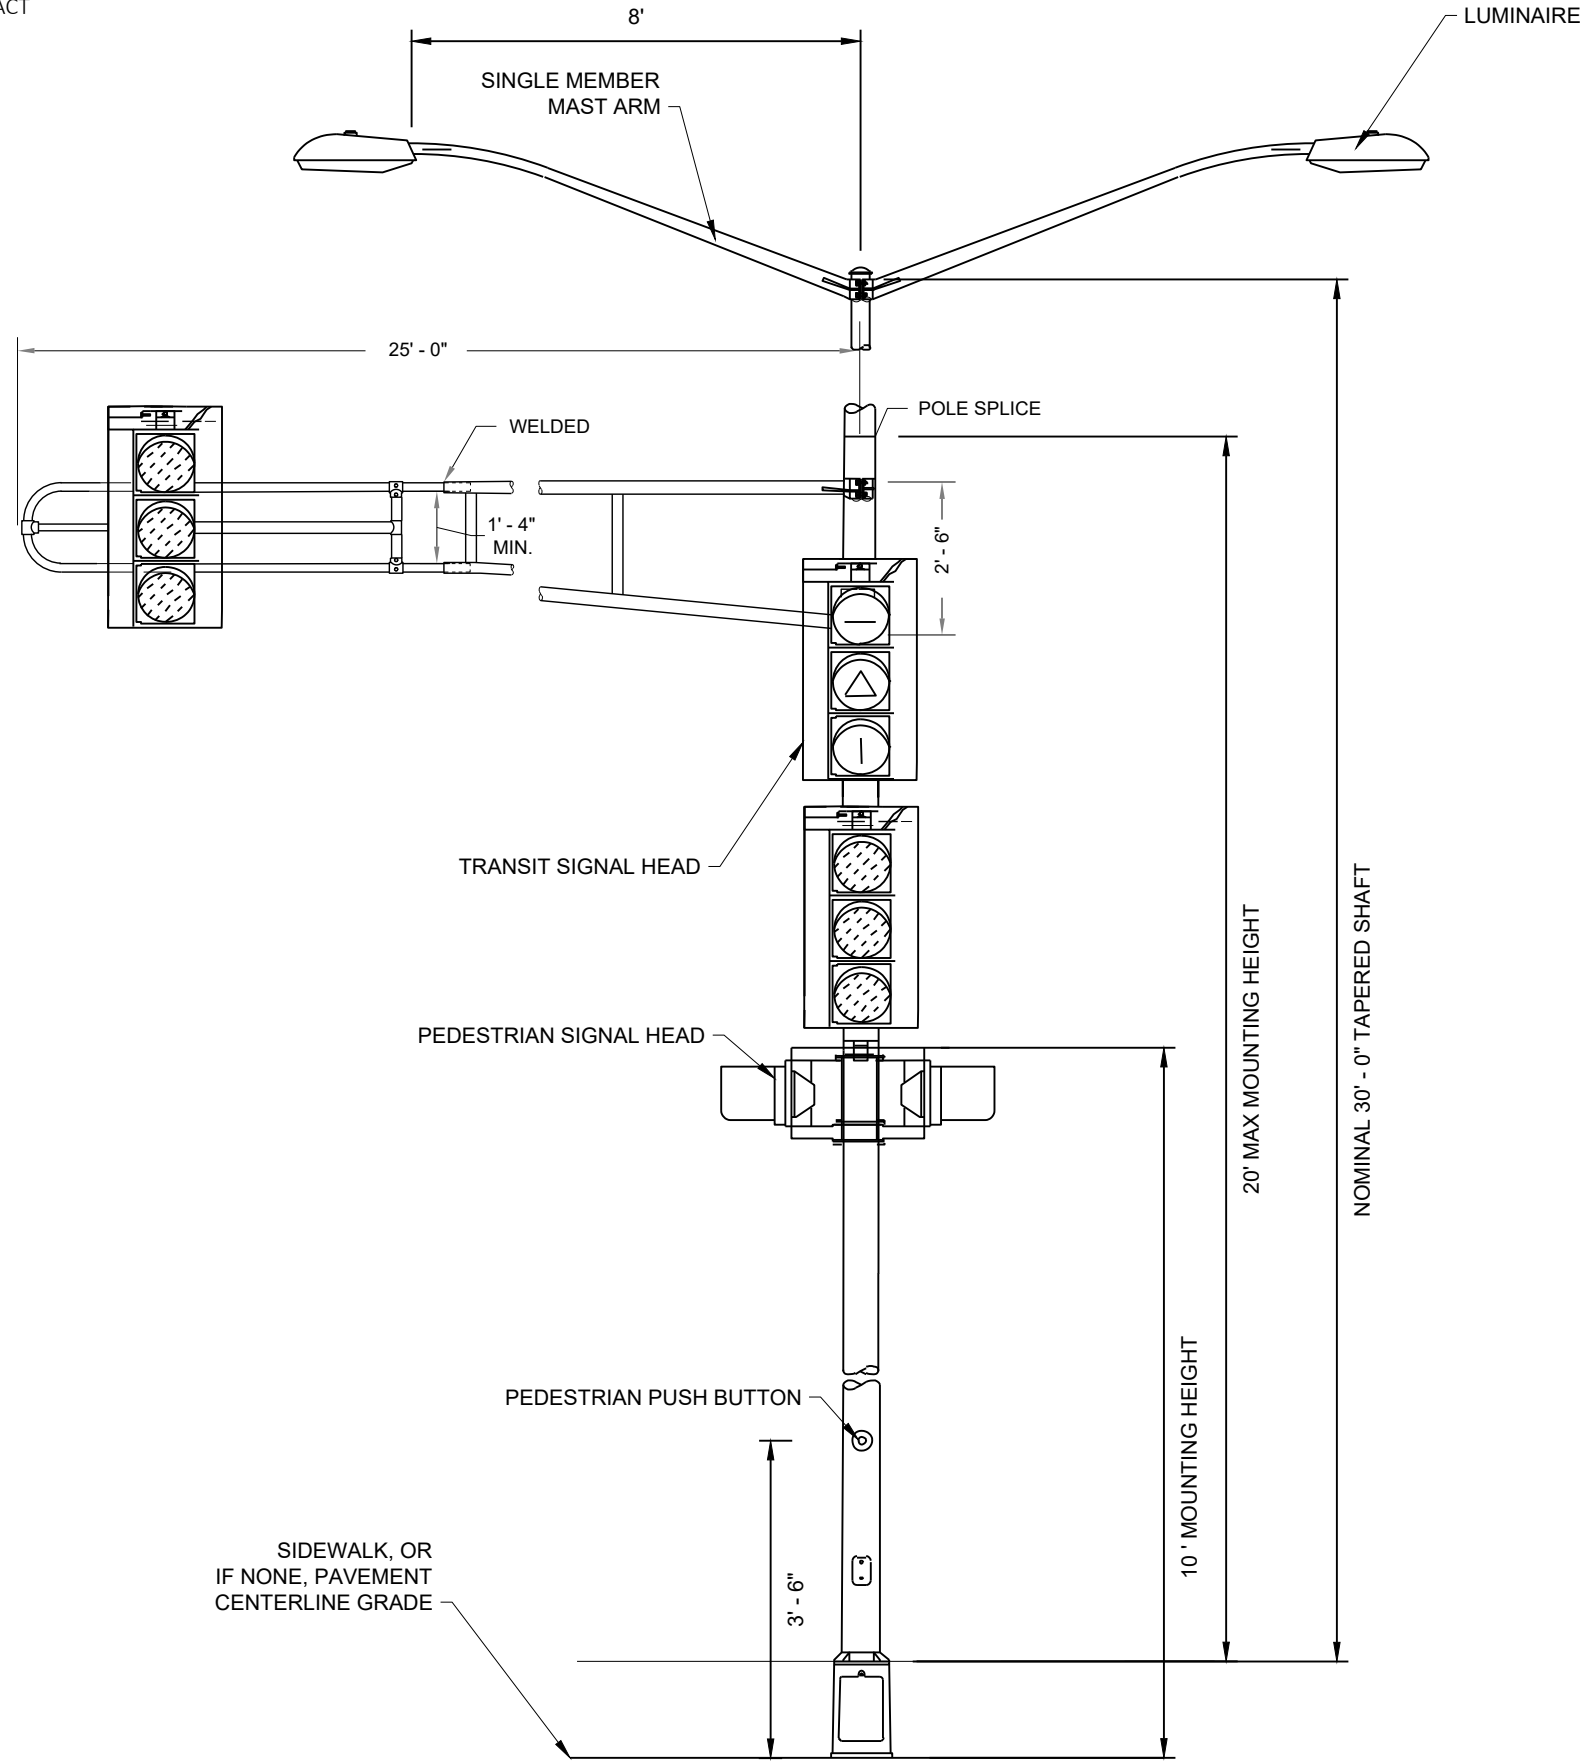 ACT
8'
LUMINAIRE
SINGLE MEMBER
MAST ARM
25' - 0"
POLE SPLICE
WELDED
1' - 4"
MIN.
2' - 6"
TRANSIT SIGNAL HEAD
20' MAX MOUNTING HEIGHT
NOMINAL 30' - 0" TAPERED SHAFT
PEDESTRIAN SIGNAL HEAD
10 ' MOUNTING HEIGHT
PEDESTRIAN PUSH BUTTON
3' - 6"
SIDEWALK, OR
IF NONE, PAVEMENT
CENTERLINE GRADE